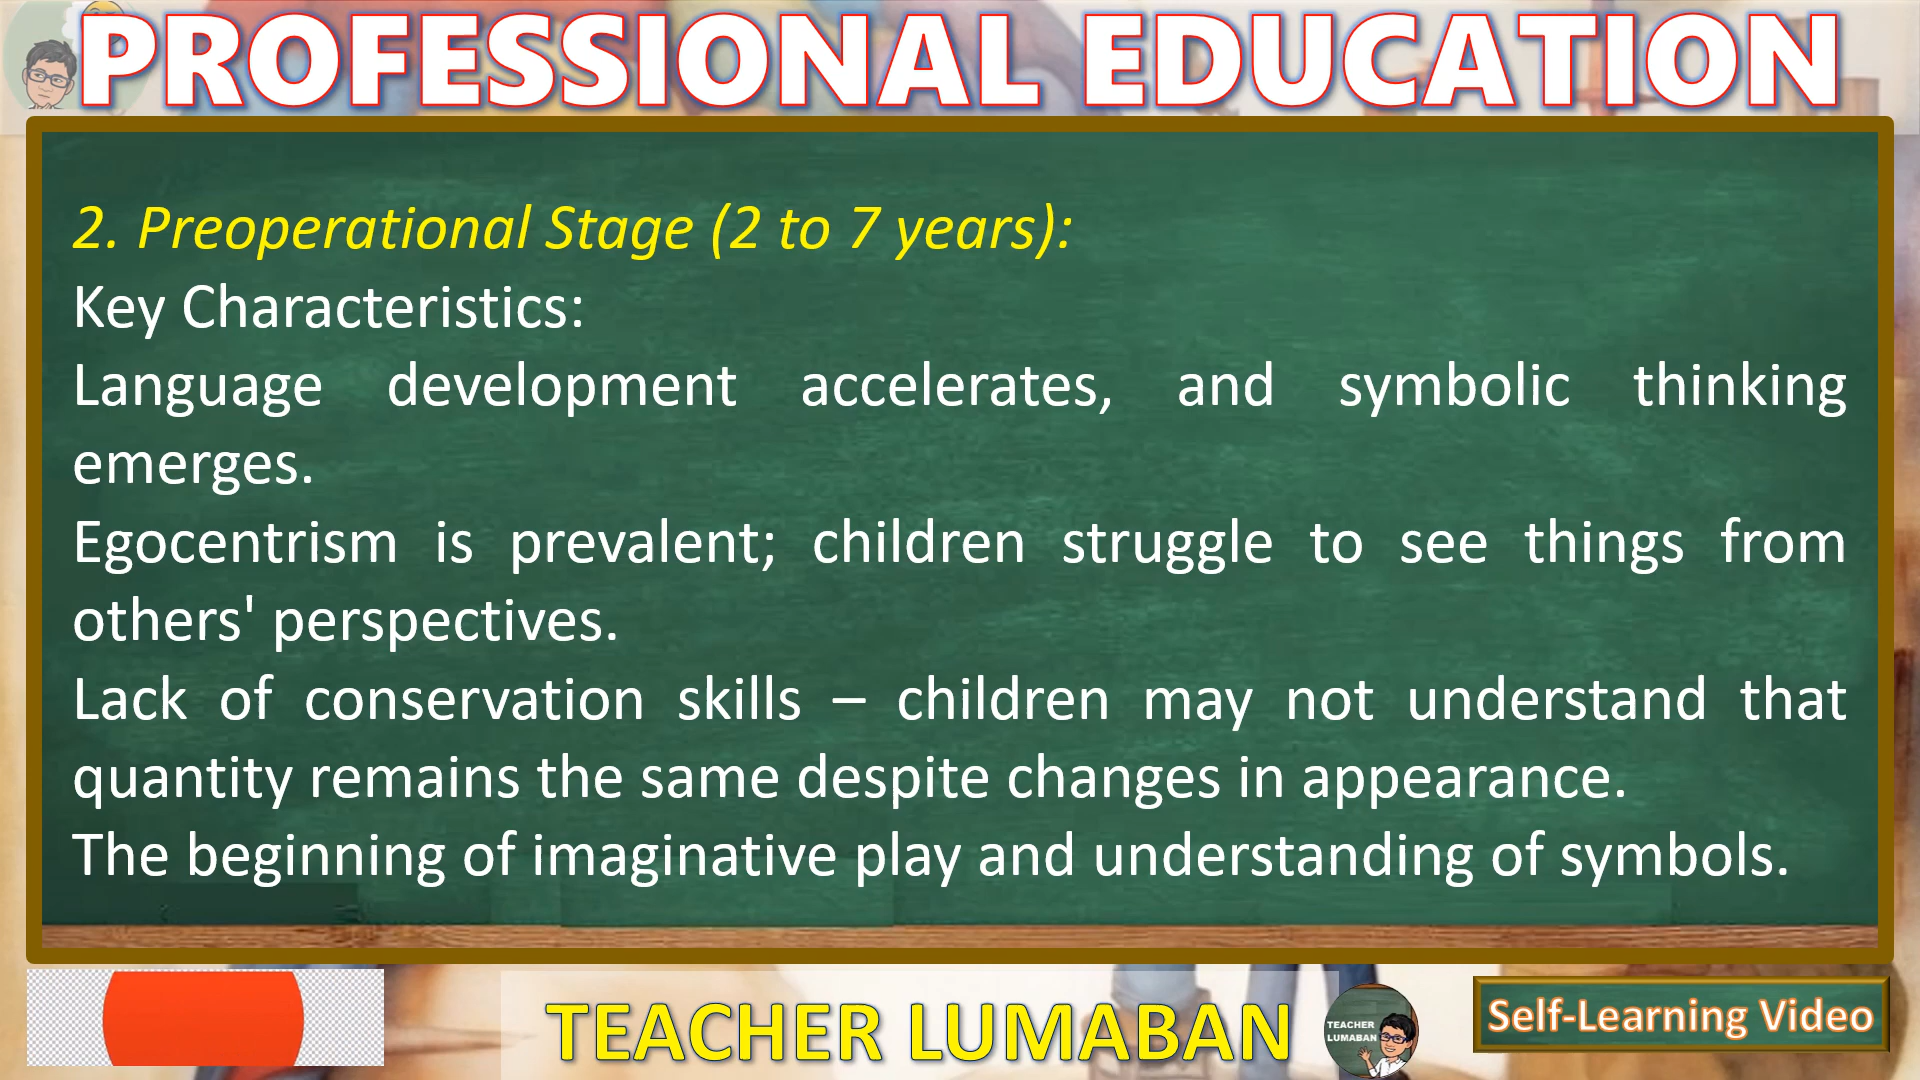 PROFESSIONAL EDUCATION
2. Preoperational Stage (2 to 7 years):
Key Characteristics:
Language development accelerates, and symbolic thinking
emerges.
Egocentrism is prevalent; children struggle to see things from
others' perspectives.
Lack of conservation skills – children may not understand that
quantity remains the same despite changes in appearance.
The beginning of imaginative play and understanding of symbols.
TEACHER LUMABAN
TEACHER
LUMABAN
Self-Learning Video